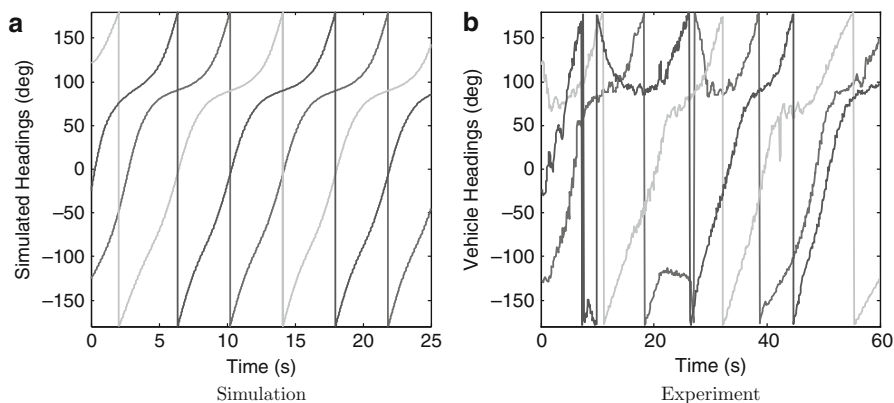 a
150
100
50
0
−50
−100
−150
Simulated Headings (deg)
0 5 10 15 20 25
Time (s)
Simulation
b
150
100
50
0
−50
−100
−150
Vehicle Headings (deg)
0 20 40 60
Time (s)
Experiment